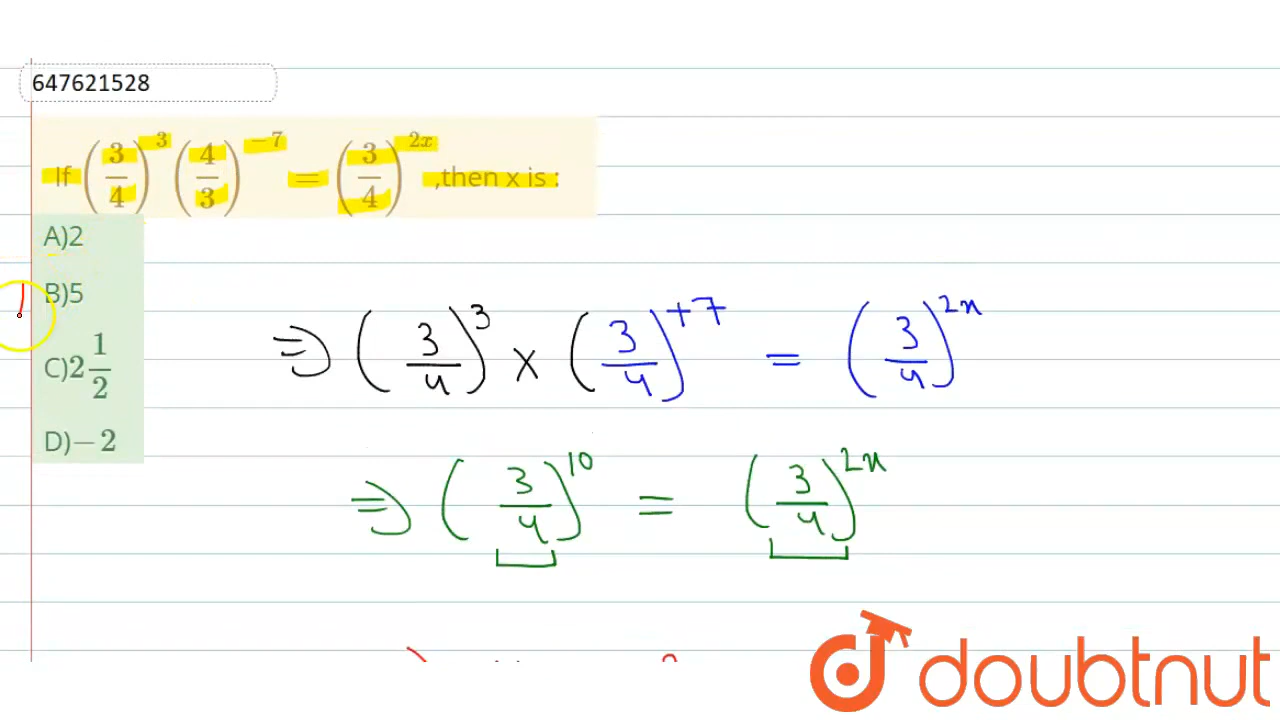 647621528
If (3/4)^3 (4/3)^-7 = (3/4)^2x ,then x is :
A)2
B)5
C)2 1/2
D)-2
⇒ (3/4)^3 × (3/4)^+7 = (3/4)^2x
⇒ (3/4)^10 = (3/4)^2x
doubtnut